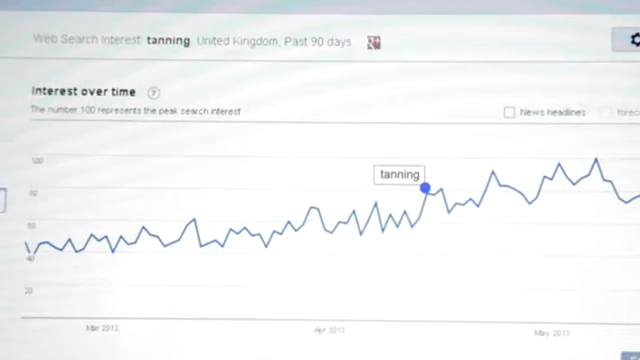 Web Search Interest: tanning United Kingdom, Past 90 days
Interest over time ?
The number 100 represents the peak search interest
News headlines
tanning
100
80
60
40
20
Mar 2013
Apr 2013
May 2013